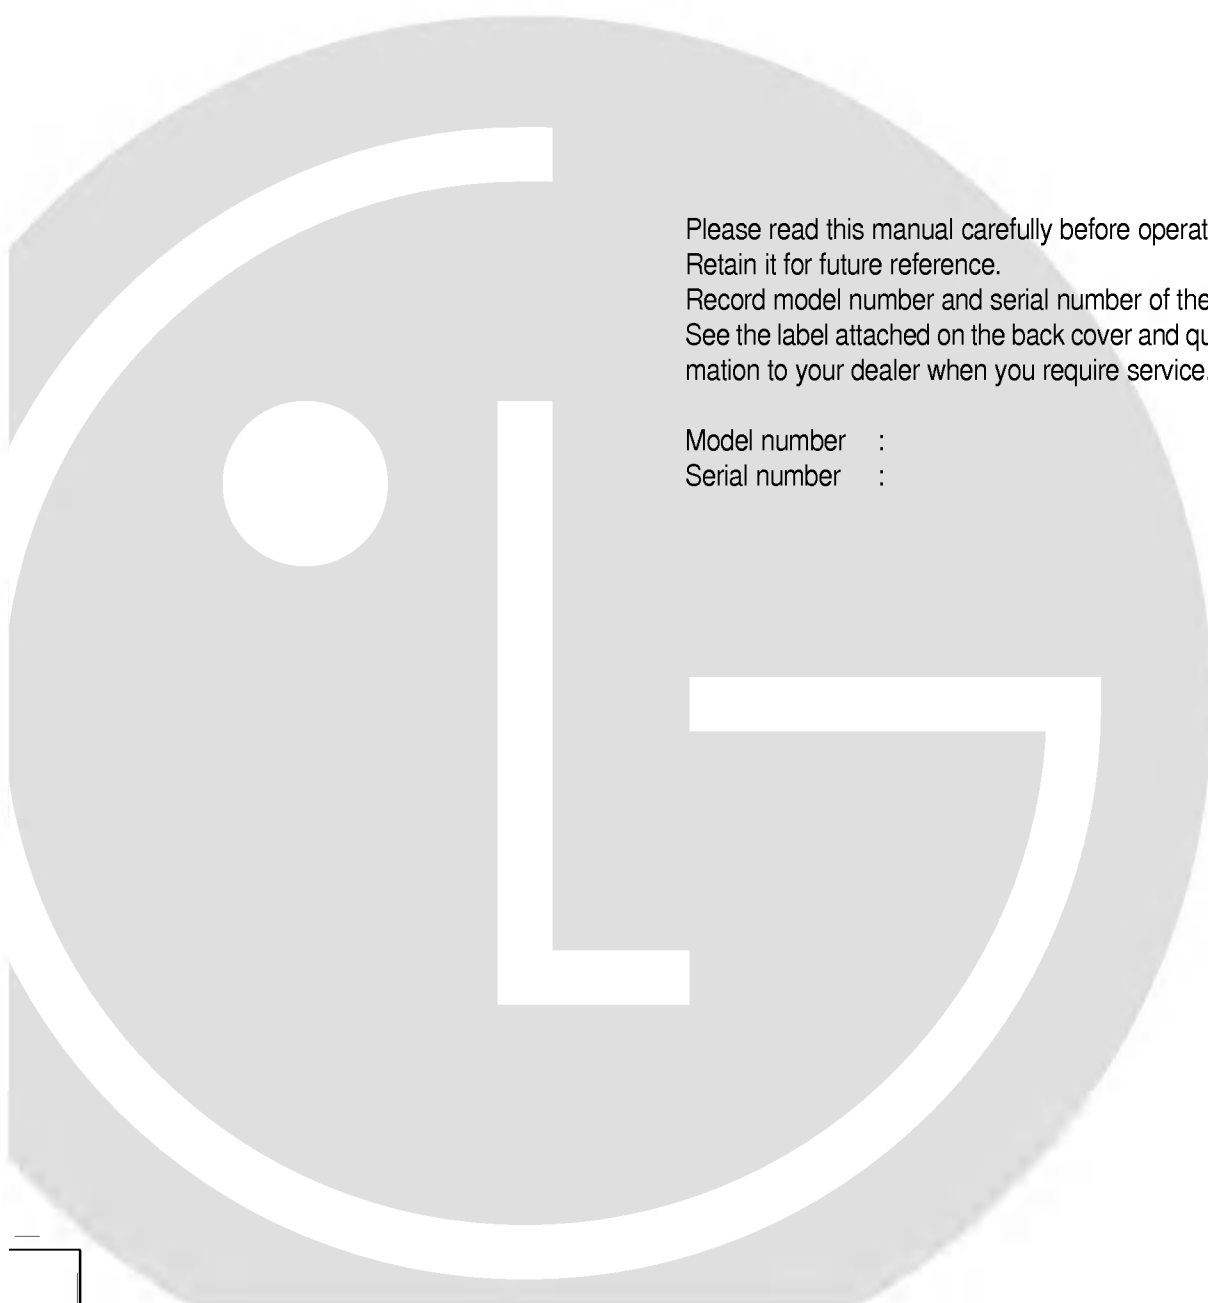 Please read this manual carefully before operat
Retain it for future reference.
Record model number and serial number of the
See the label attached on the back cover and qu
mation to your dealer when you require service.
Model number :
Serial number :
LG